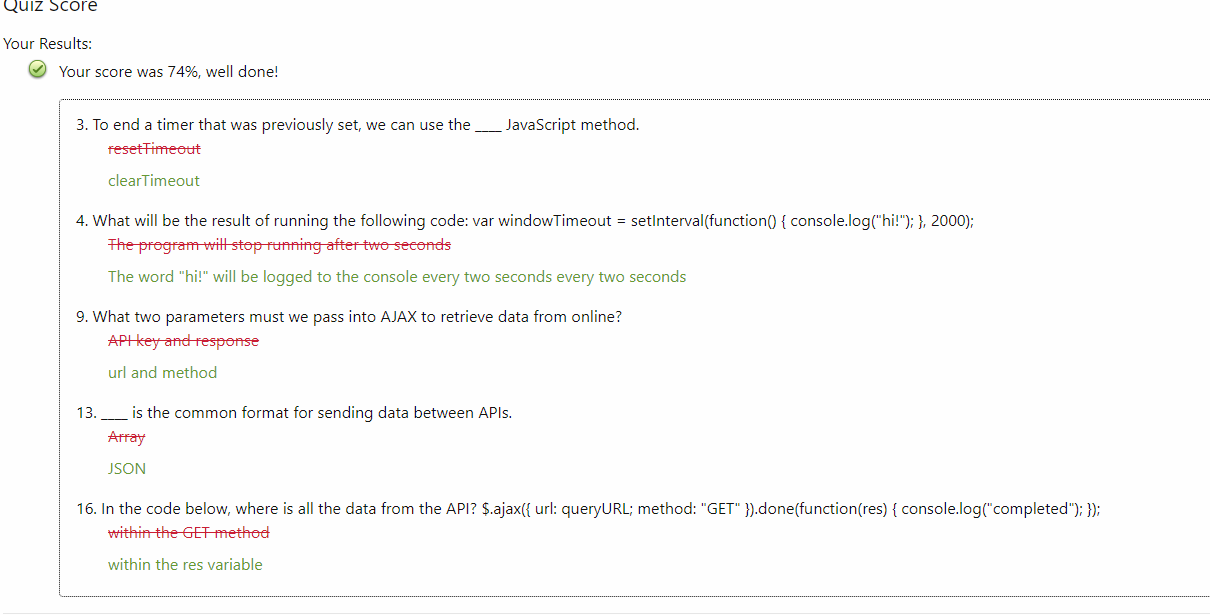 Quiz Score
Your Results:
Your score was 74%, well done!
3. To end a timer that was previously set, we can use the ____ JavaScript method.
resetTimeout
clearTimeout
4. What will be the result of running the following code: var windowTimeout = setInterval(function() { console.log("hi!"); }, 2000);
The program will stop running after two seconds
The word "hi!" will be logged to the console every two seconds every two seconds
9. What two parameters must we pass into AJAX to retrieve data from online?
API key and response
url and method
13. ____ is the common format for sending data between APIs.
Array
JSON
16. In the code below, where is all the data from the API? $.ajax({ url: queryURL; method: "GET" }).done(function(res) { console.log("completed"); });
within the GET method
within the res variable